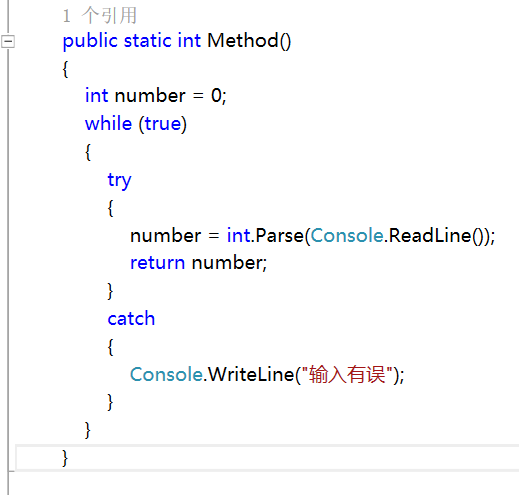 1 个引用
public static int Method()
{
int number = 0;
while (true)
{
try
{
number = int.Parse(Console.ReadLine());
return number;
}
catch
{
Console.WriteLine("输入有误");
}
}
}